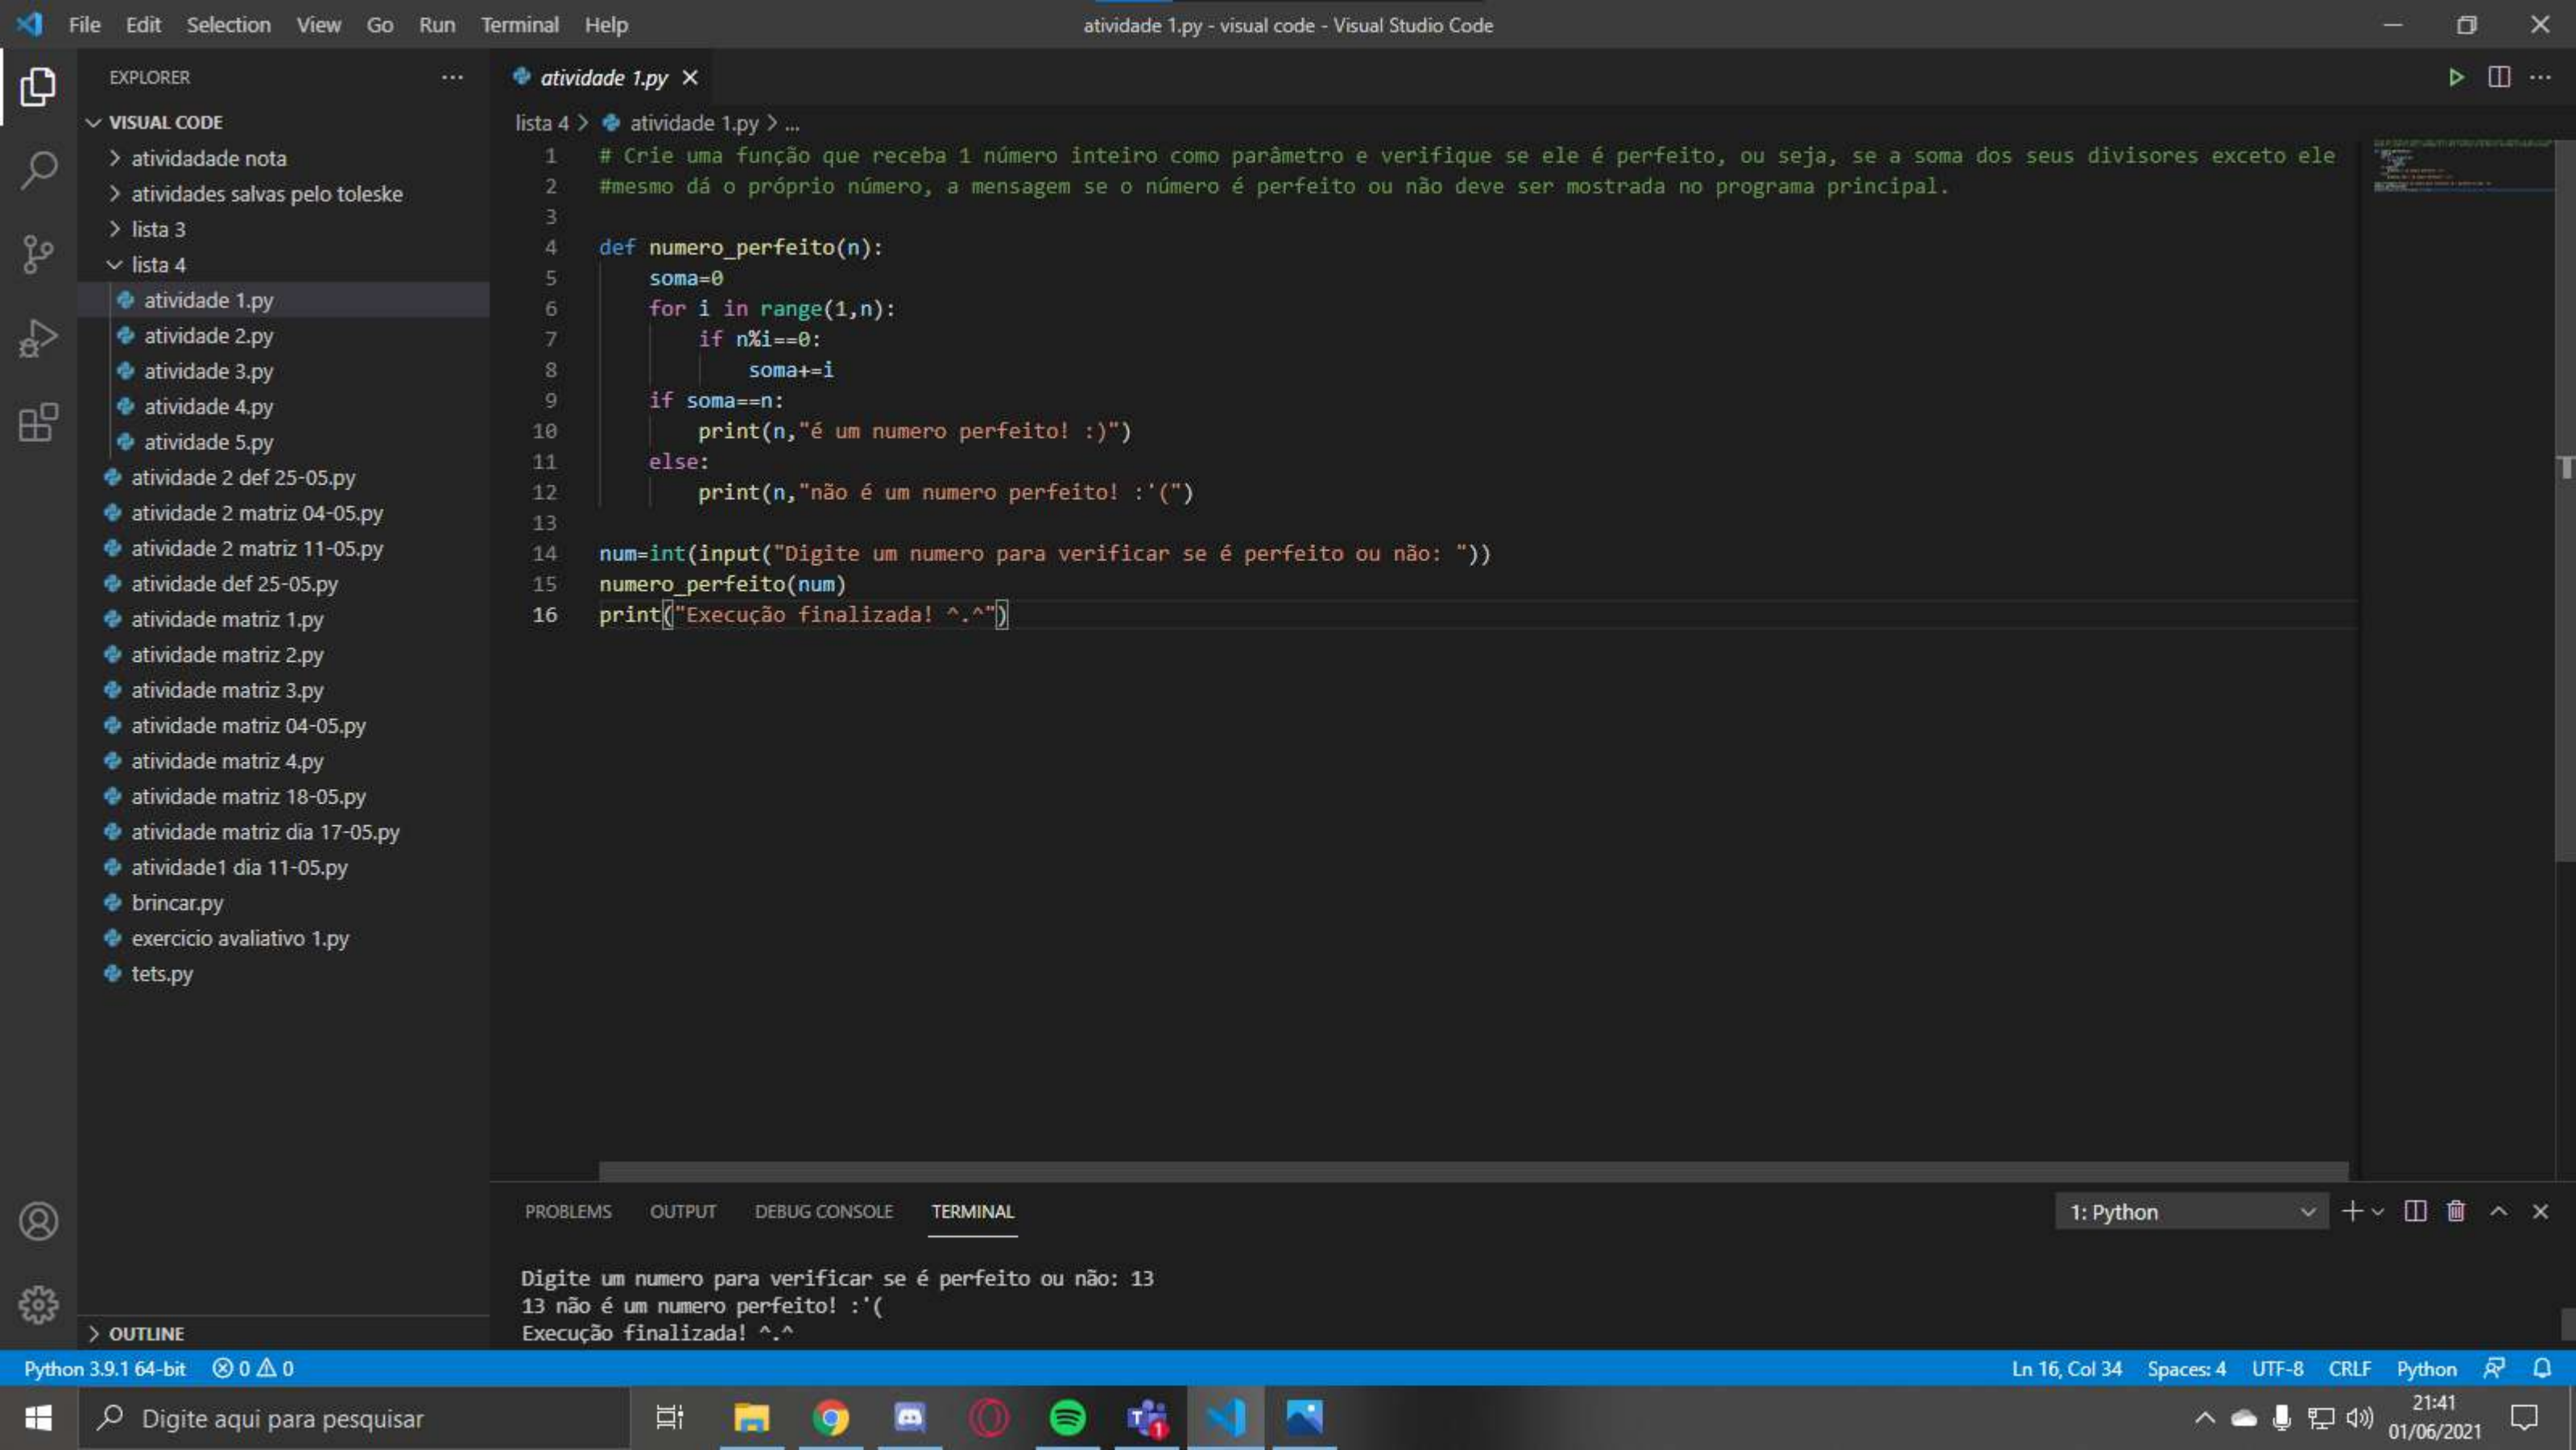 File Edit Selection View Go Run Terminal Help
atividade 1.py - visual code - Visual Studio Code
EXPLORER
VISUAL CODE
atividadade nota
atividades salvas pelo toleske
lista 3
lista 4
atividade 1.py
atividade 2.py
atividade 3.py
atividade 4.py
atividade 5.py
atividade 2 def 25-05.py
atividade 2 matriz 04-05.py
atividade 2 matriz 11-05.py
atividade def 25-05.py
atividade matriz 1.py
atividade matriz 2.py
atividade matriz 3.py
atividade matriz 04-05.py
atividade matriz 4.py
atividade matriz 18-05.py
atividade matriz dia 17-05.py
atividade1 dia 11-05.py
brincar.py
exercicio avaliativo 1.py
tets.py
OUTLINE
atividade 1.py
lista 4 > atividade 1.py > ...
1 # Crie uma função que receba 1 número inteiro como parâmetro e verifique se ele é perfeito, ou seja, se a soma dos seus divisores exceto ele
2 #mesmo dá o próprio número, a mensagem se o número é perfeito ou não deve ser mostrada no programa principal.
3
4 def numero_perfeito(n):
5     soma=0
6     for i in range(1,n):
7         if n%i==0:
8             soma+=i
9     if soma==n:
10         print(n,"é um numero perfeito! :)")
11     else:
12         print(n,"não é um numero perfeito! :'(")
13
14 num=int(input("Digite um numero para verificar se é perfeito ou não: "))
15 numero_perfeito(num)
16 print("Execução finalizada! ^.^")
PROBLEMS OUTPUT DEBUG CONSOLE TERMINAL
1: Python
Digite um numero para verificar se é perfeito ou não: 13
13 não é um numero perfeito! :'(
Execução finalizada! ^.^
Python 3.9.1 64-bit 0 0
Ln 16, Col 34 Spaces: 4 UTF-8 CRLF Python
Digite aqui para pesquisar
T 1
21:41
01/06/2021